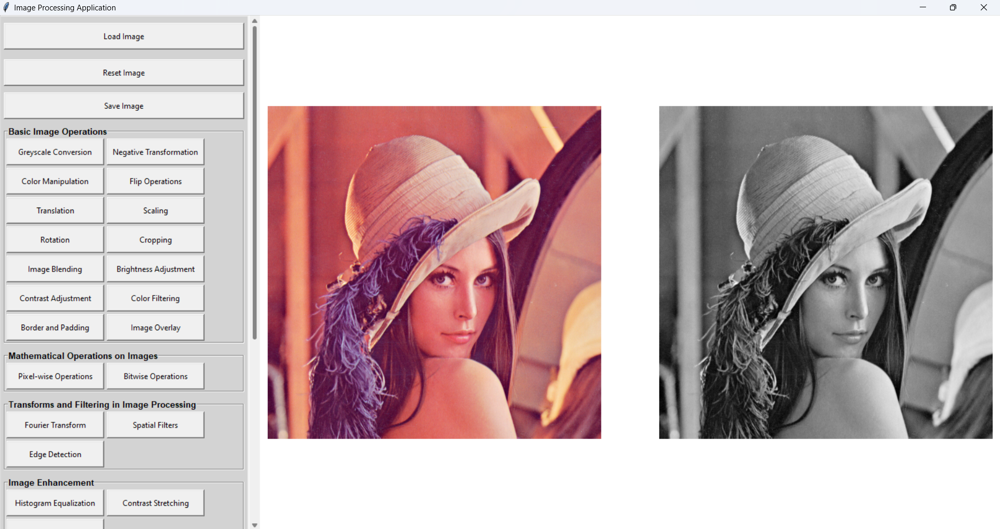 Image Processing Application
Load Image
Reset Image
Save Image
Basic Image Operations
Greyscale Conversion Negative Transformation
Color Manipulation Flip Operations
Translation Scaling
Rotation Cropping
Image Blending Brightness Adjustment
Contrast Adjustment Color Filtering
Border and Padding Image Overlay
Mathematical Operations on Images
Pixel-wise Operations Bitwise Operations
Transforms and Filtering in Image Processing
Fourier Transform Spatial Filters
Edge Detection
Image Enhancement
Histogram Equalization Contrast Stretching